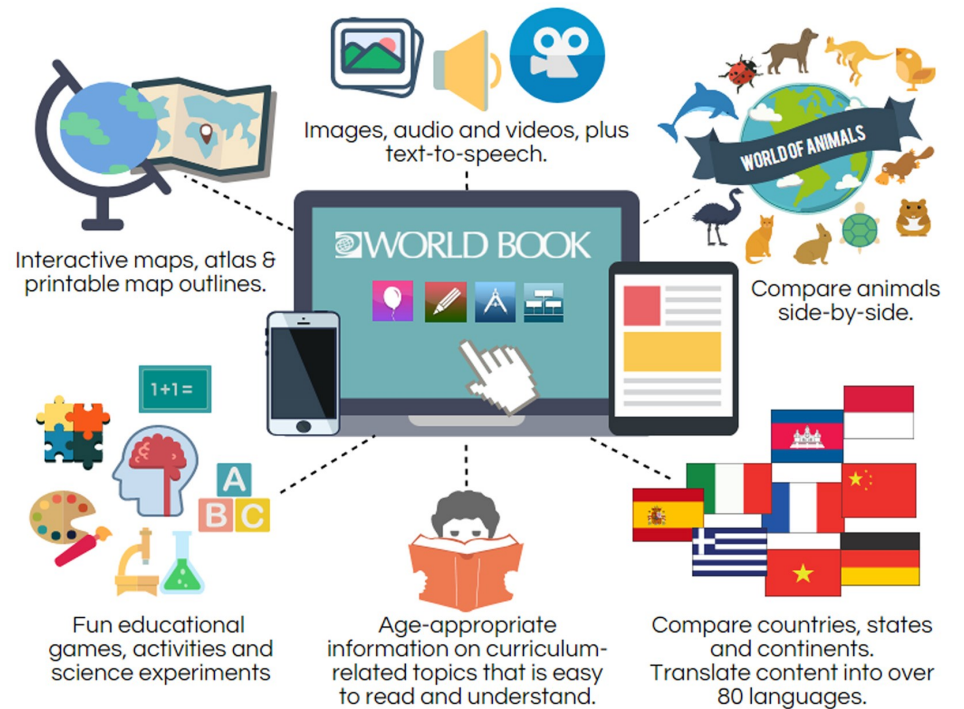 Images, audio and videos, plus
text-to-speech.
WORLD OF ANIMALS
WORLD BOOK
Interactive maps, atlas &
printable map outlines.
Compare animals
side-by-side.
1+1=
A
B C
Fun educational
games, activities and
science experiments
Age-appropriate
information on curriculum-
related topics that is easy
to read and understand.
Compare countries, states
and continents.
Translate content into over
80 languages.